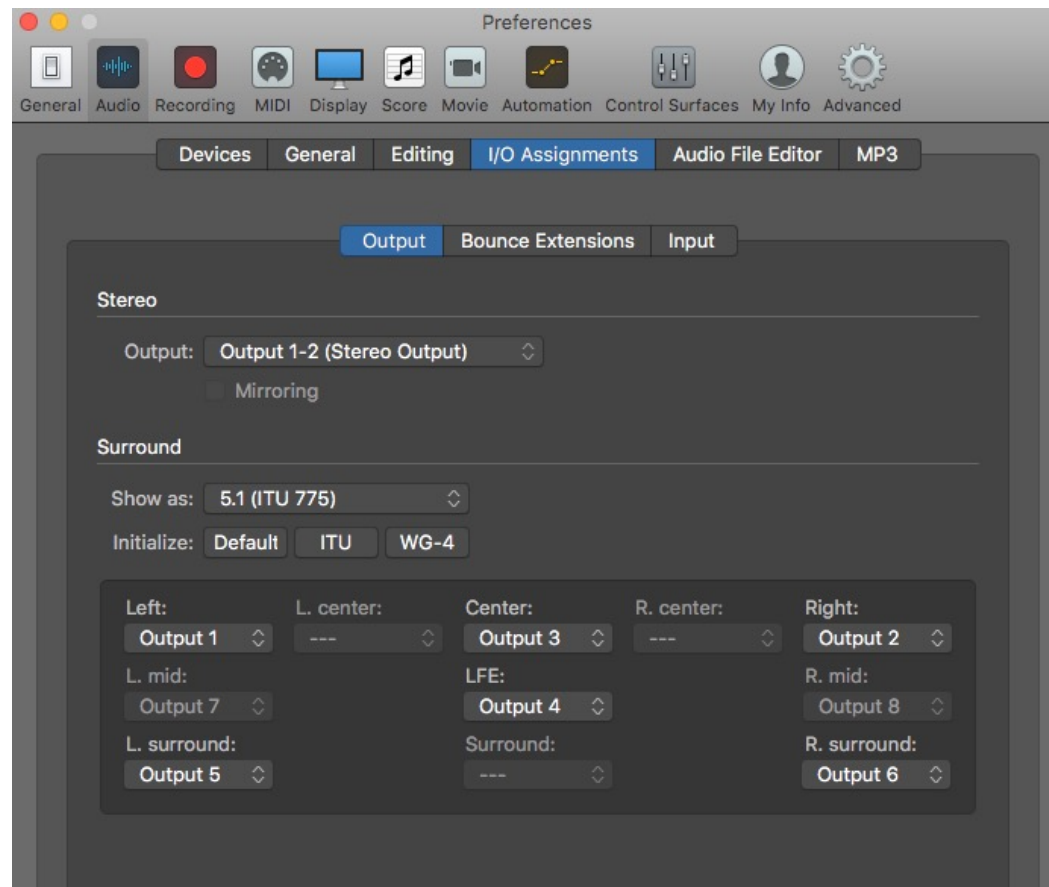 Preferences
General Audio Recording MIDI Display Score Movie Automation Control Surfaces My Info Advanced
Devices General Editing I/O Assignments Audio File Editor MP3
Output Bounce Extensions Input
Stereo
Output: Output 1-2 (Stereo Output)
Mirroring
Surround
Show as: 5.1 (ITU 775)
Initialize: Default ITU WG-4
Left: L. center: Center: R. center: Right:
Output 1 --- Output 3 --- Output 2
L. mid: LFE: R. mid:
Output 7 Output 4 Output 8
L. surround: Surround: R. surround:
Output 5 --- Output 6